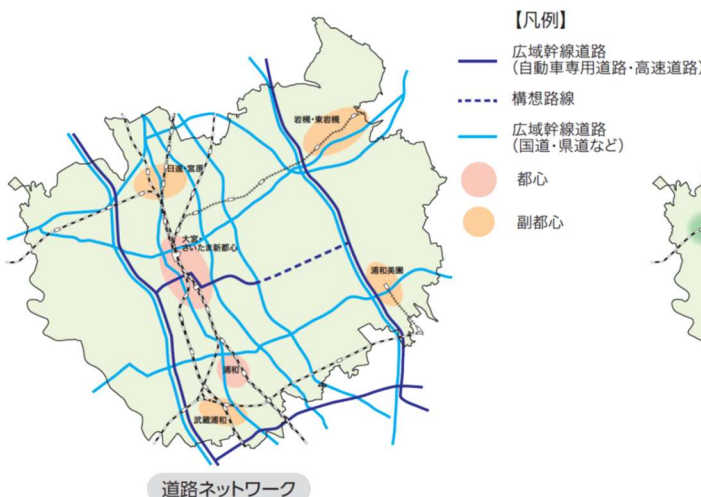 【凡例】
広域幹線道路
(自動車専用道路・高速道路)
構想路線
広域幹線道路
(国道・県道など)
都心
副都心
岩槻・東岩槻
日進・宮原
大宮・
さいたま新都心
浦和美園
浦和
武蔵浦和
道路ネットワーク